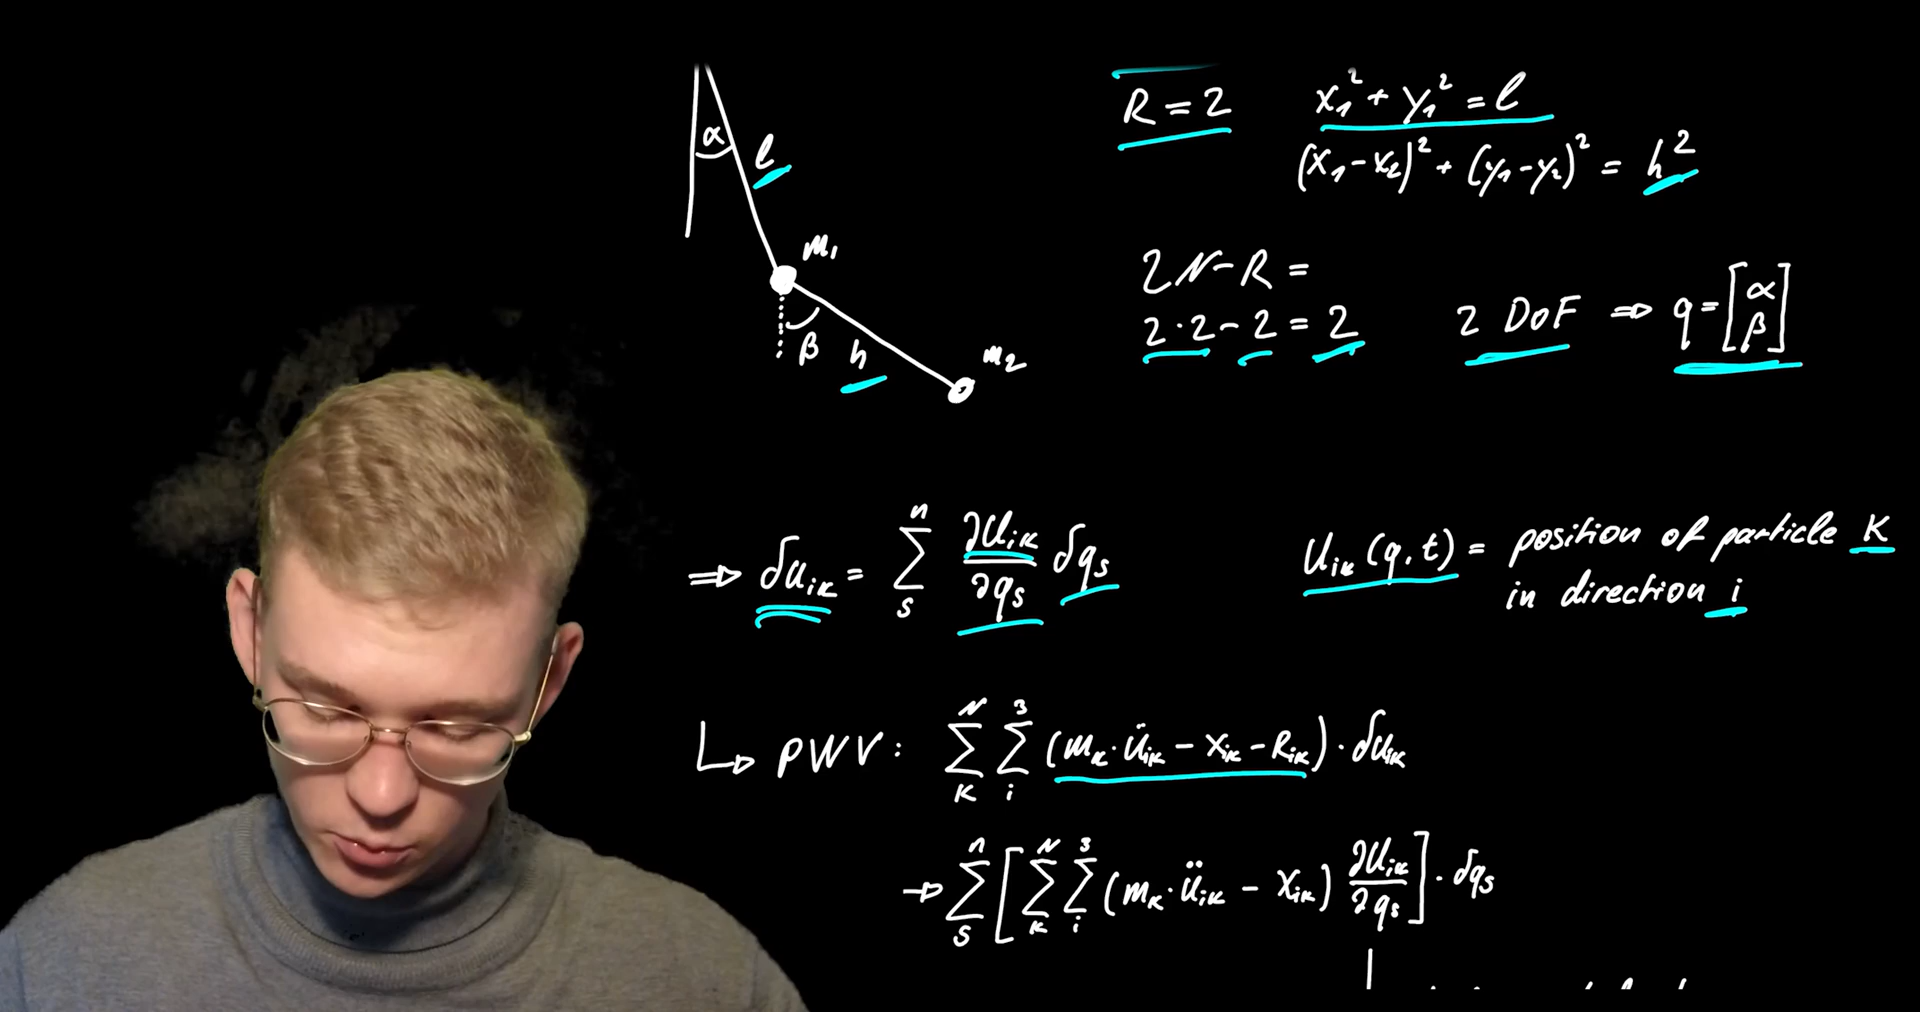 α
l
m₁
β
h
m₂
R = 2
x₁² + y₁² = l
(x₁ - x₂)² + (y₁ - y₂)² = h²
2N - R =
2·2 - 2 = 2
2 DoF ⇒ q = [α β]
⇒ δu_ik = Σ_s^n ∂U_ik/∂q_s δq_s
U_ik (q, t) = position of particle K
in direction i
↳ PWV: Σ_K^N Σ_i^3 (m_K · ü_ik - X_ik - R_ik) · δu_ik
→ Σ_s^n [Σ_K^N Σ_i^3 (m_K · ü_ik - X_ik) ∂U_ik/∂q_s] · δq_s